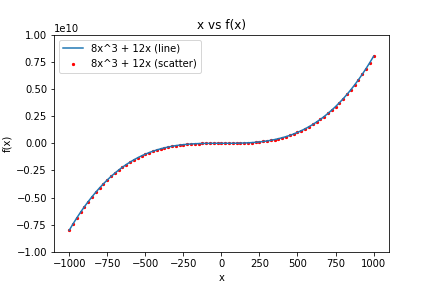 x vs f(x)
1e10
8x^3 + 12x (line)
8x^3 + 12x (scatter)
1.00
0.75
0.50
0.25
0.00
−0.25
−0.50
−0.75
−1.00
f(x)
−1000 −750 −500 −250 0 250 500 750 1000
x